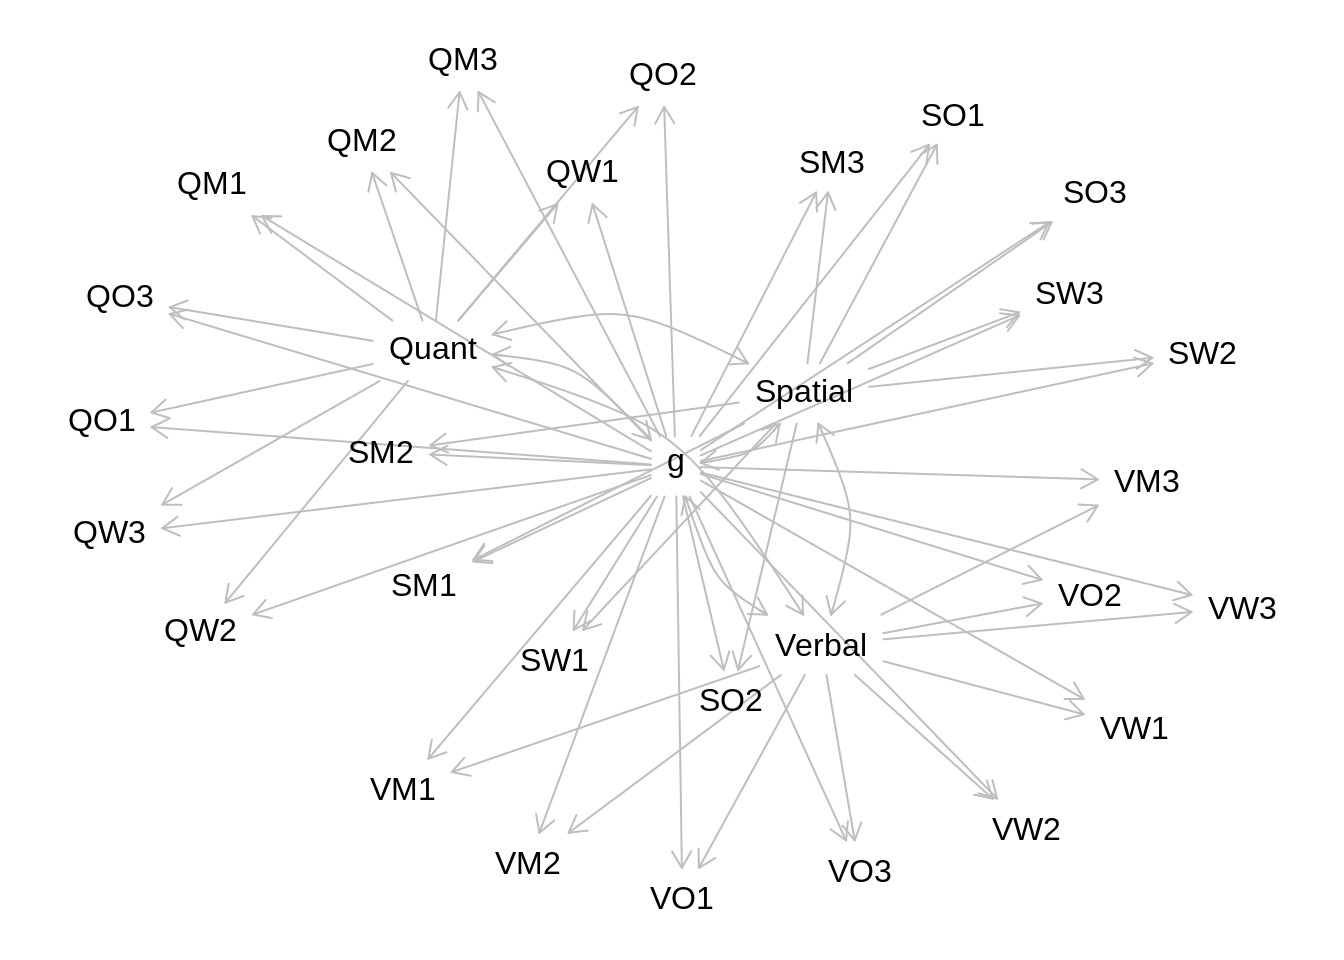 QM3
QO2
SO1
QM2
SM3
QW1
QM1
SO3
SW3
QO3
Quant
SW2
Spatial
QO1
SM2
g
VM3
QW3
SM1
VO2
VW3
QW2
Verbal
SW1
SO2
VW1
VM1
VW2
VM2
VO3
VO1